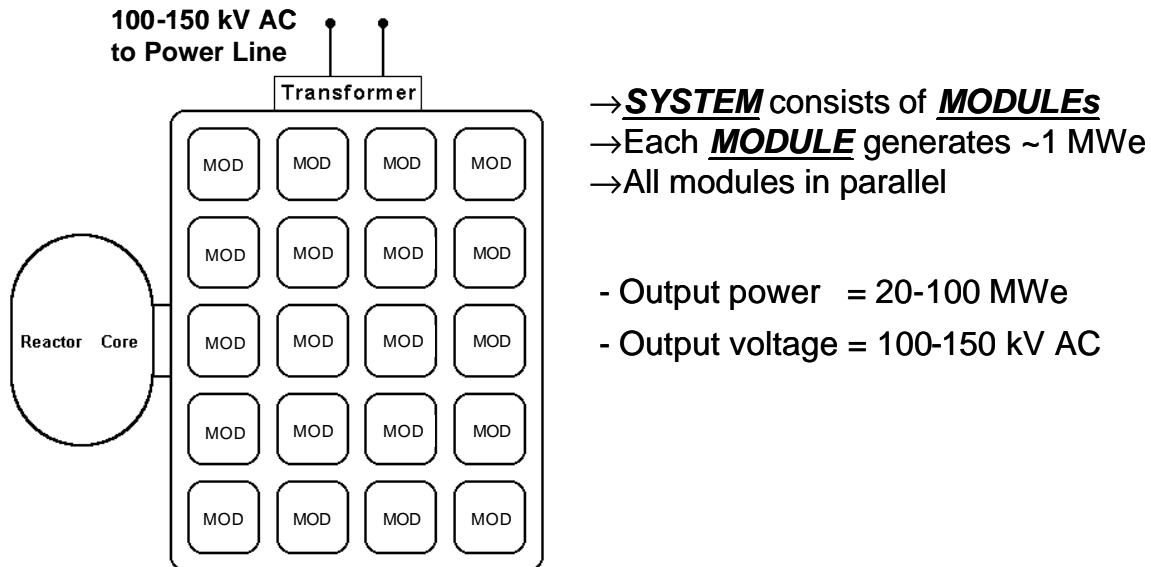 100-150 kV AC
to Power Line
Transformer
→SYSTEM consists of MODULEs
→Each MODULE generates ~1 MWe
→All modules in parallel
- Output power = 20-100 MWe
- Output voltage = 100-150 kV AC
Reactor Core
MOD MOD MOD MOD
MOD MOD MOD MOD
MOD MOD MOD MOD
MOD MOD MOD MOD
MOD MOD MOD MOD